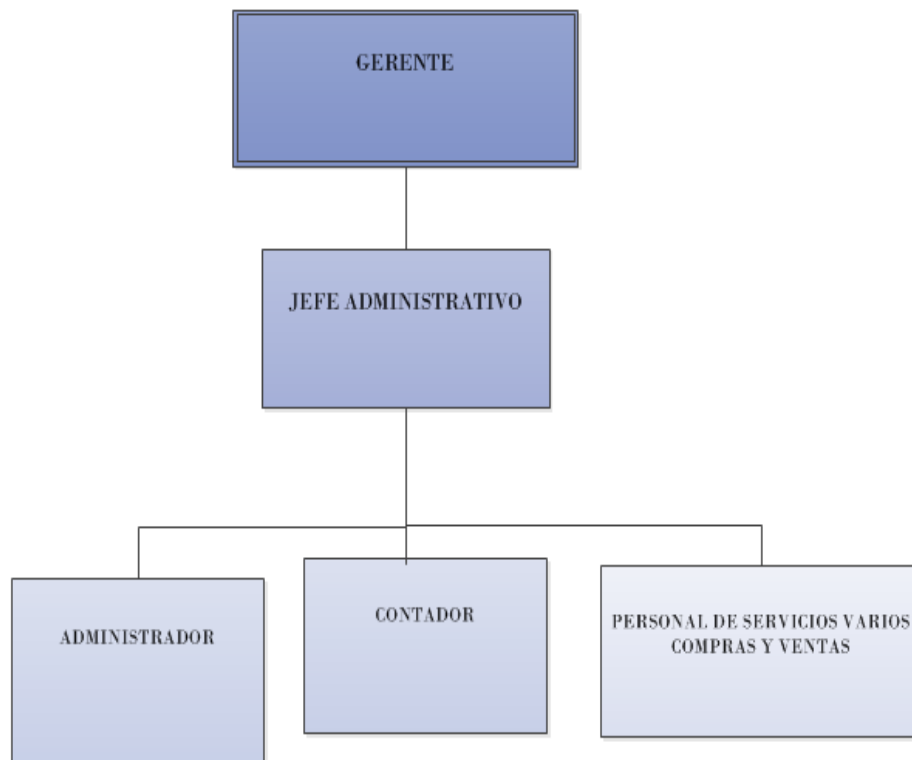 GERENTE
JEFE ADMINISTRATIVO
ADMINISTRADOR
CONTADOR
PERSONAL DE SERVICIOS VARIOS
COMPRAS Y VENTAS